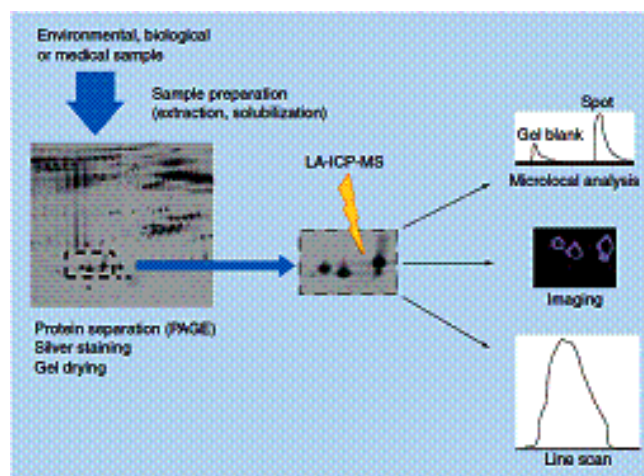 Environmental, biological
or medical sample
Sample preparation
(extraction, solubilization)
LA-ICP-MS
Spot
Gel blank
Microlocal analysis
Imaging
Protein separation (PAGE)
Silver staining
Gel drying
Line scan